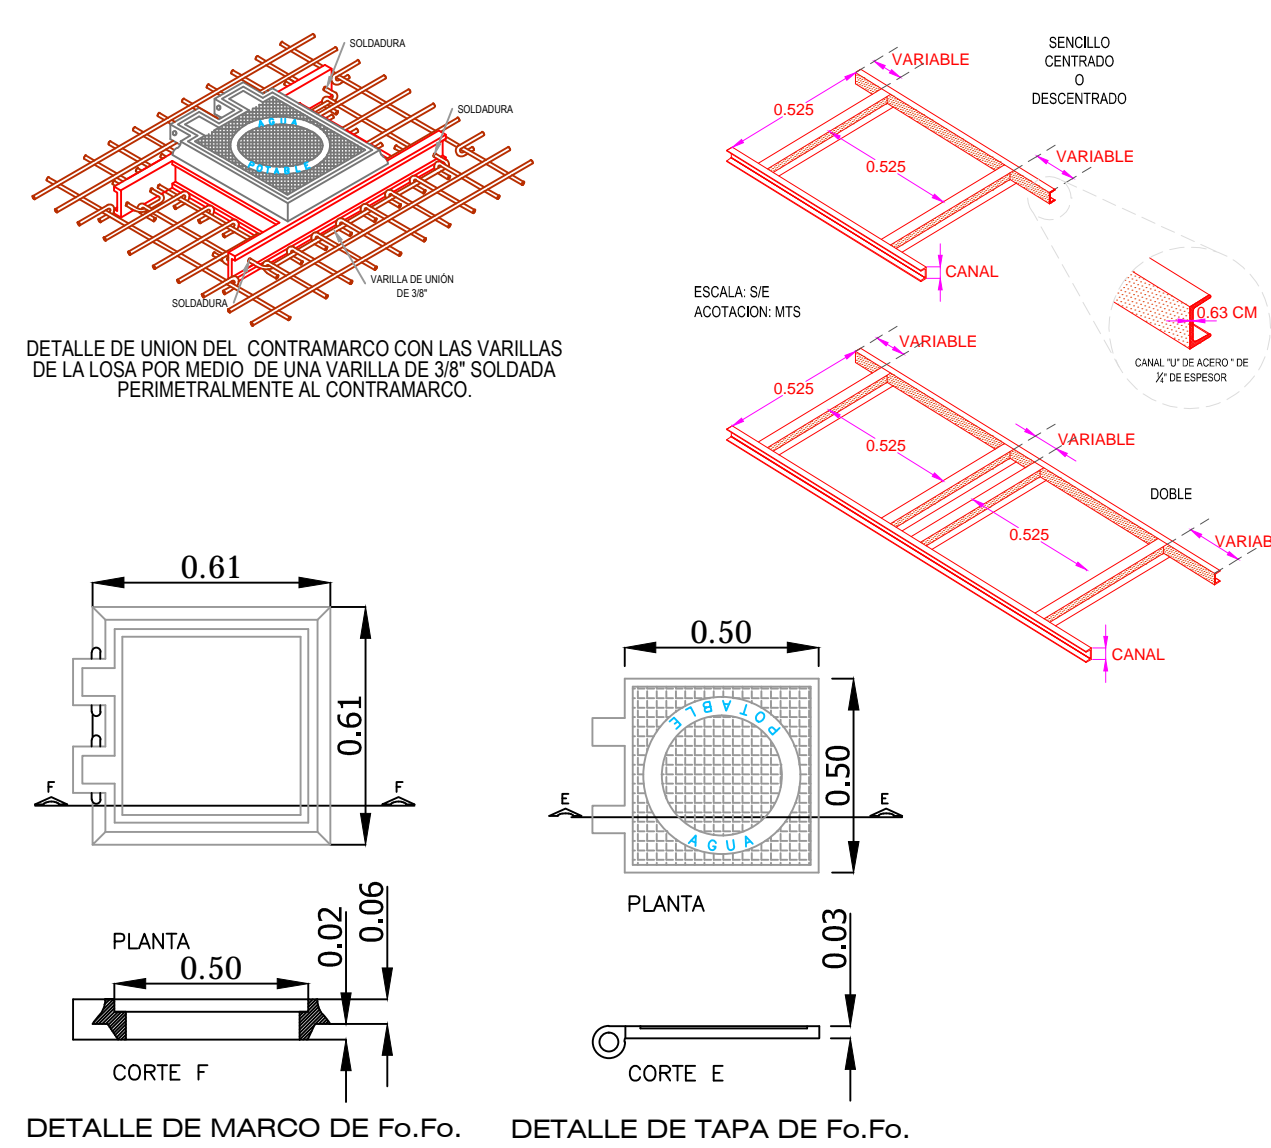 SOLDADURA
SOLDADURA
AGUA
POTABLE
VARILLA DE UNIÓN
DE 3/8"
SOLDADURA
DETALLE DE UNION DEL CONTRAMARCO CON LAS VARILLAS
DE LA LOSA POR MEDIO DE UNA VARILLA DE 3/8" SOLDADA
PERIMETRALMENTE AL CONTRAMARCO.
SENCILLO
CENTRADO
O
DESCENTRADO
VARIABLE
0.525
0.525
VARIABLE
CANAL
ESCALA: S/E
ACOTACION: MTS
0.63 CM
CANAL "U" DE ACERO " DE
¼" DE ESPESOR
VARIABLE
0.525
0.525
VARIABLE
DOBLE
0.525
VARIAB
CANAL
0.61
0.61
F
F
PLANTA
0.50
0.02
0.06
CORTE F
DETALLE DE MARCO DE Fo.Fo.
0.50
POTABLE
AGUA
0.50
E
E
PLANTA
0.03
CORTE E
DETALLE DE TAPA DE Fo.Fo.